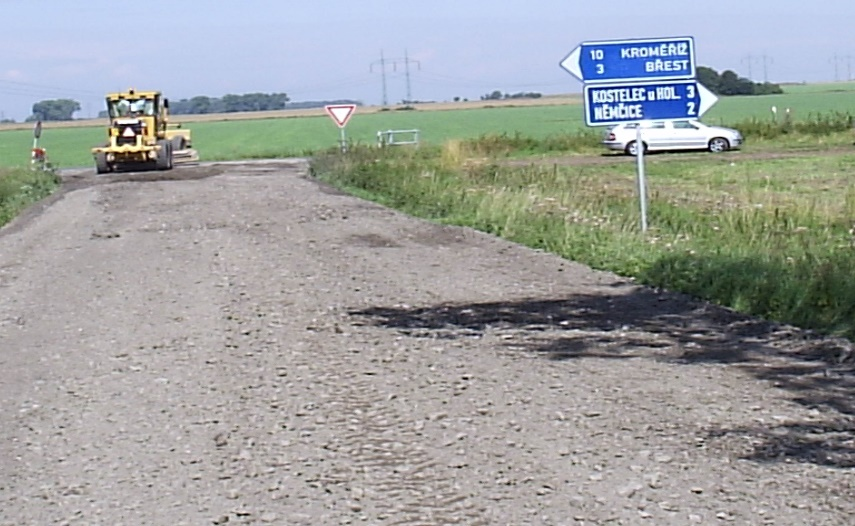 10 KROMĚŘÍŽ
3 BŘEST
KOSTELEC u HOL. 3
NĚMČICE 2